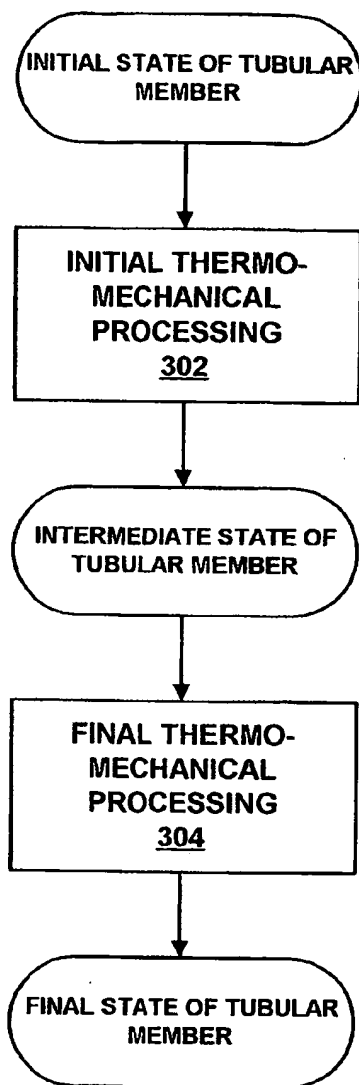 INITIAL STATE OF TUBULAR
MEMBER
INITIAL THERMO-
MECHANICAL
PROCESSING
302
INTERMEDIATE STATE OF
TUBULAR MEMBER
FINAL THERMO-
MECHANICAL
PROCESSING
304
FINAL STATE OF TUBULAR
MEMBER